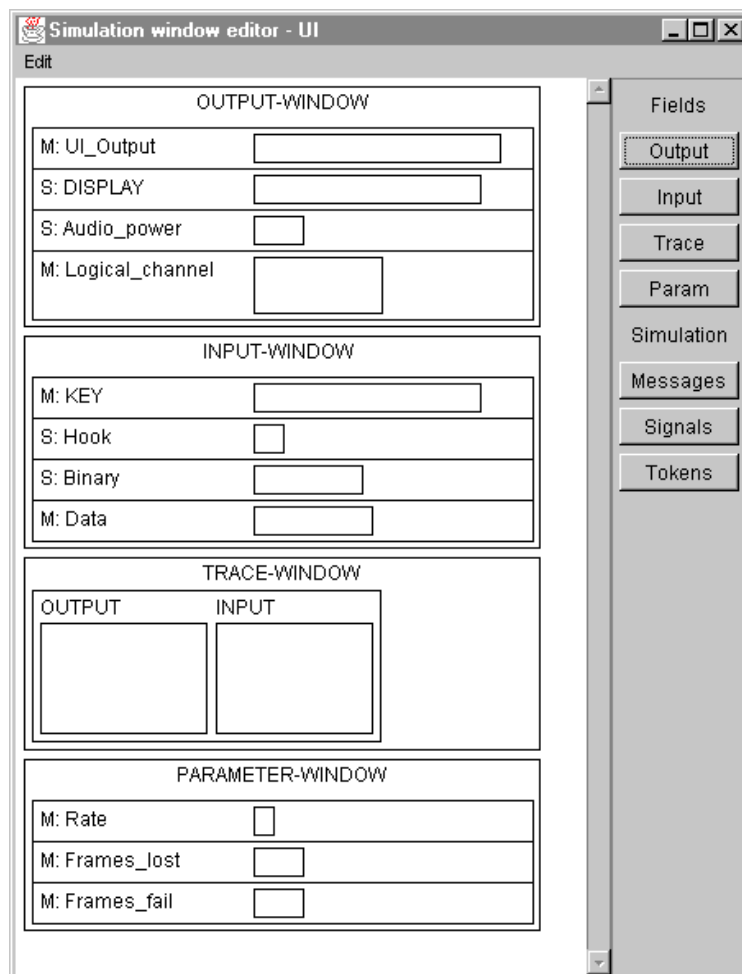 Simulation window editor - UI
Edit
OUTPUT-WINDOW
M: UI_Output
S: DISPLAY
S: Audio_power
M: Logical_channel
INPUT-WINDOW
M: KEY
S: Hook
S: Binary
M: Data
TRACE-WINDOW
OUTPUT INPUT
PARAMETER-WINDOW
M: Rate
M: Frames_lost
M: Frames_fail
Fields
Output
Input
Trace
Param
Simulation
Messages
Signals
Tokens